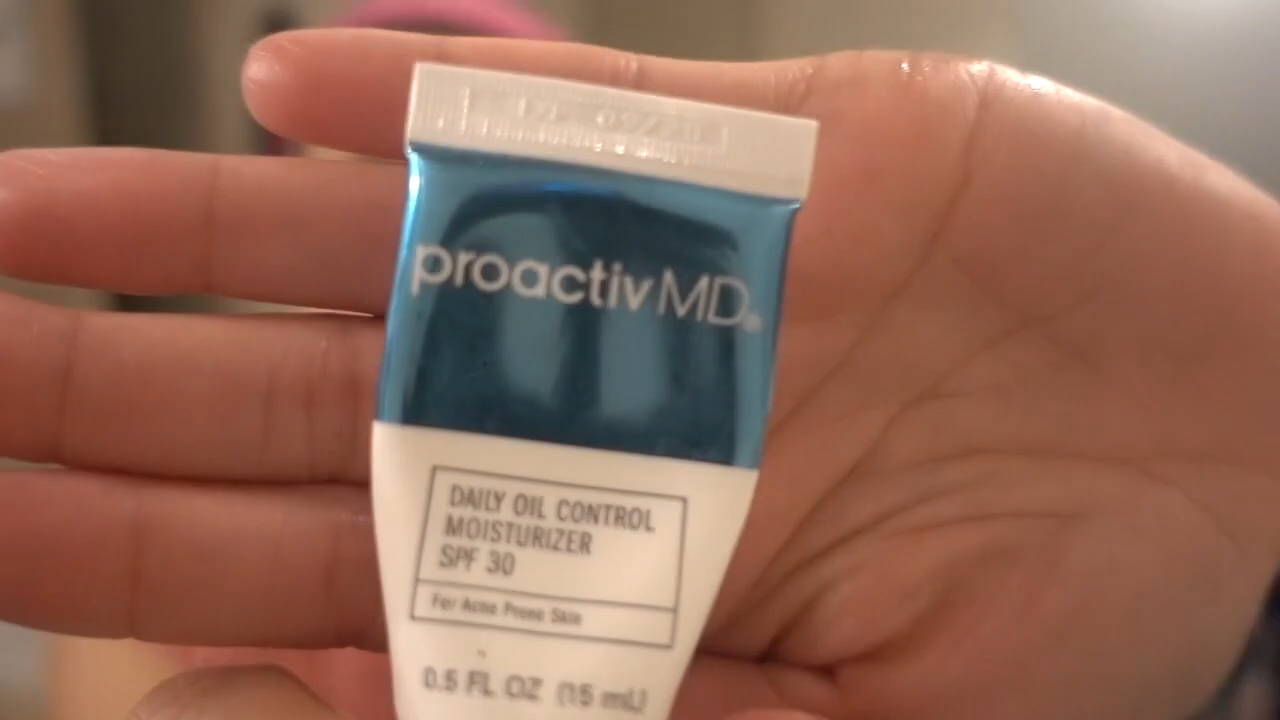 proactivMD®
DAILY OIL CONTROL
MOISTURIZER
SPF 30
For Acne Prone Skin
0.5 FL OZ (15 mL)